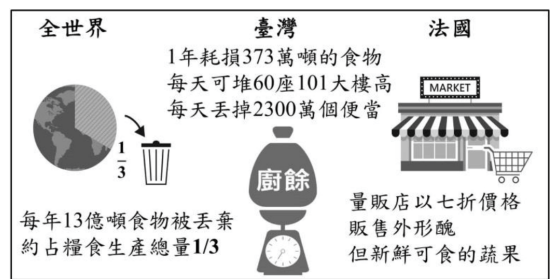 全世界
1/3
每年13億噸食物被丟棄
約占糧食生產總量1/3
臺灣
1年耗損373萬噸的食物
每天可堆60座101大樓高
每天丟掉2300萬個便當
廚餘
法國
MARKET
量販店以七折價格
販售外形醜
但新鮮可食的蔬果